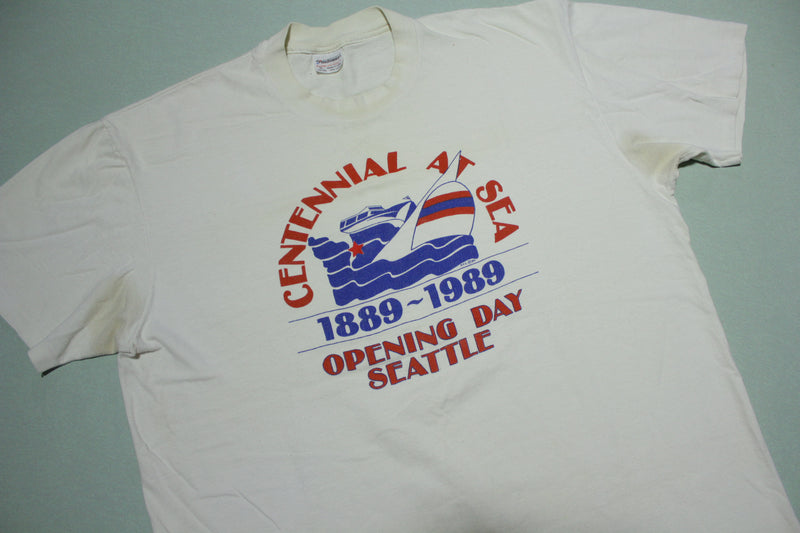 CENTENNIAL AT SEA
1889~1989
OPENING DAY
SEATTLE